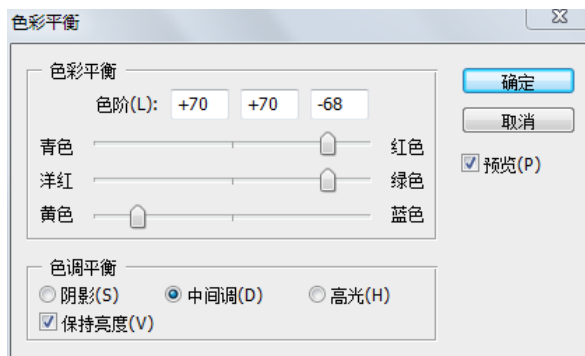 色彩平衡
色彩平衡
色阶(L): +70 +70 -68
青色 红色
洋红 绿色
黄色 蓝色
色调平衡
阴影(S) 中间调(D) 高光(H)
保持亮度(V)
确定
取消
预览(P)